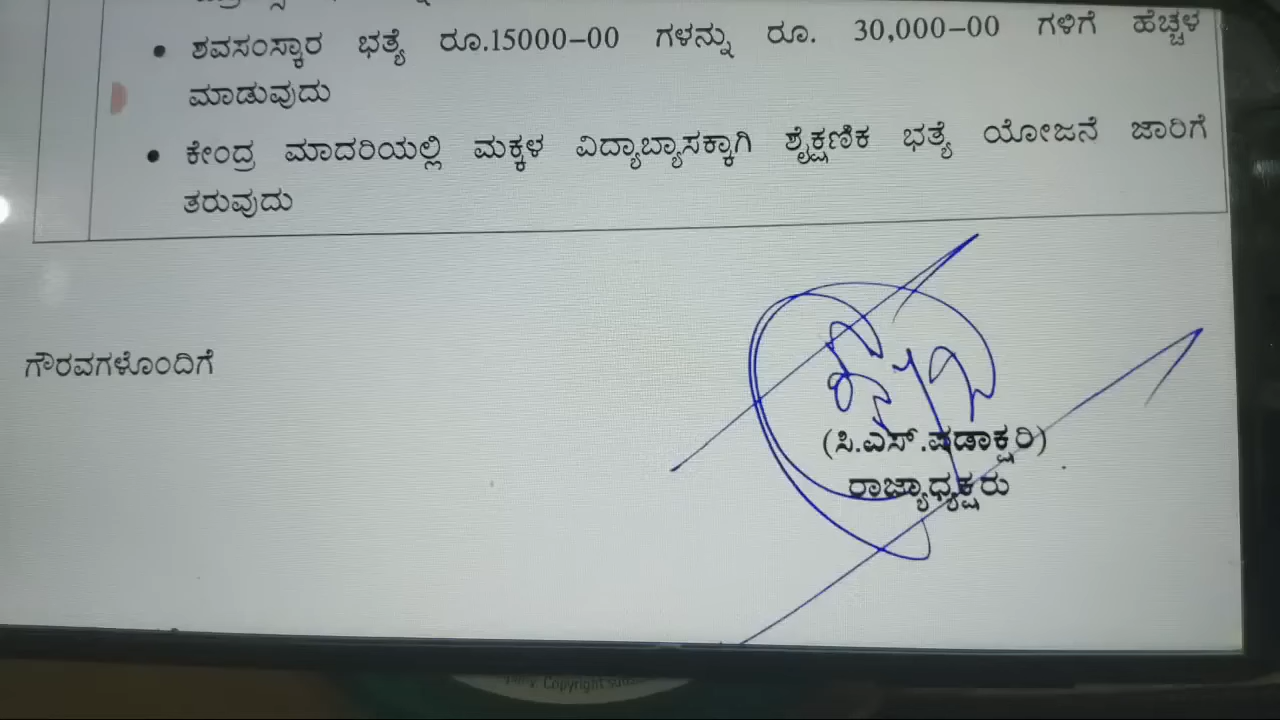 • ಶವಸಂಸ್ಕಾರ ಭತ್ಯೆ ರೂ.15000-00 ಗಳನ್ನು ರೂ. 30,000-00 ಗಳಿಗೆ ಹೆಚ್ಚಳ
ಮಾಡುವುದು
• ಕೇಂದ್ರ ಮಾದರಿಯಲ್ಲಿ ಮಕ್ಕಳ ವಿದ್ಯಾಬ್ಯಾಸಕ್ಕಾಗಿ ಶೈಕ್ಷಣಿಕ ಭತ್ಯೆ ಯೋಜನೆ ಜಾರಿಗೆ
ತರುವುದು
ಗೌರವಗಳೊಂದಿಗೆ
(ಸಿ.ಎಸ್.ಷಡಾಕ್ಷರಿ)
ರಾಜ್ಯಾಧ್ಯಕ್ಷರು
Copyright